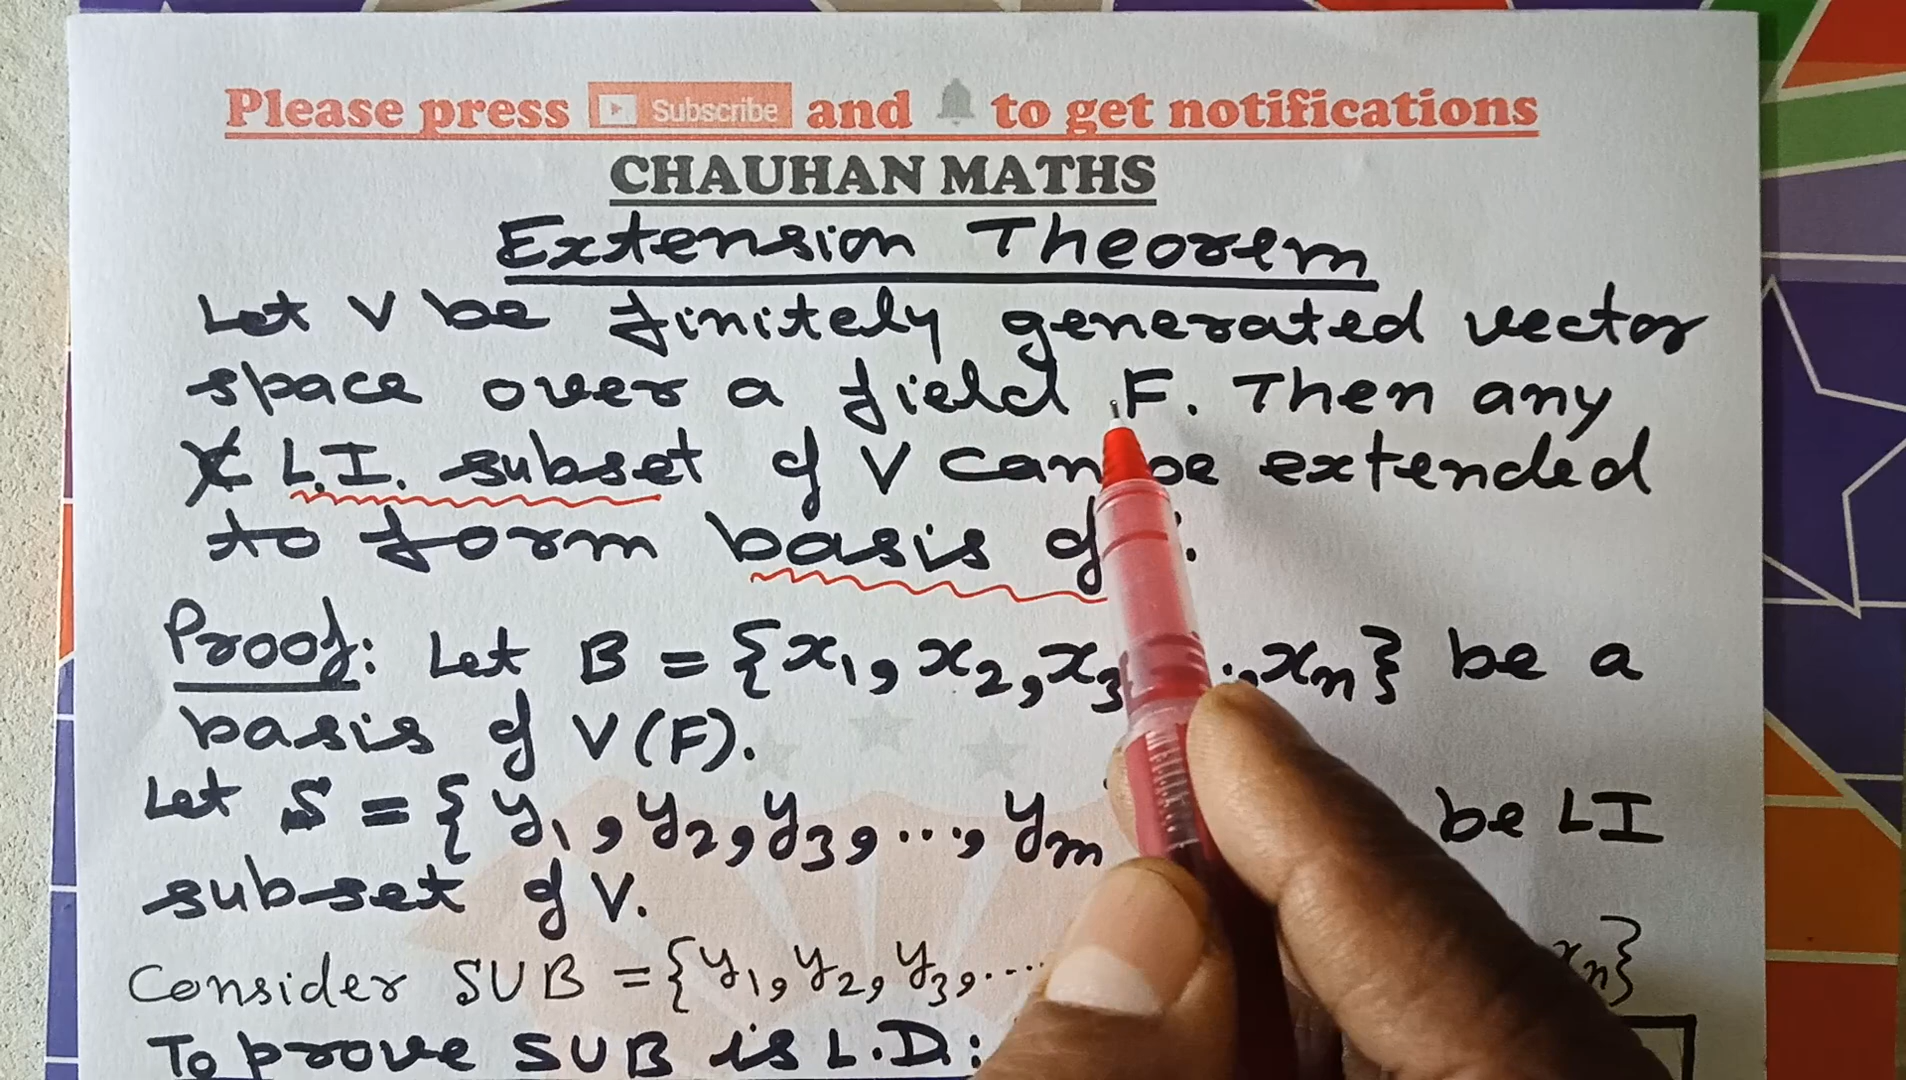 Please press Subscribe and to get notifications
CHAUHAN MATHS
Extension Theorem
Let V be finitely generated vector
space over a field F. Then any
L.I. subset of V can be extended
to form basis of
Proof: Let B = {x1, x2, x3 ..,xn} be a
basis of V(F).
Let S = {y1, y2, y3, ..., ym be LI
subset of V.
Consider SUB = {y1, y2, y3, .... xn}
To prove SUB is L.D: